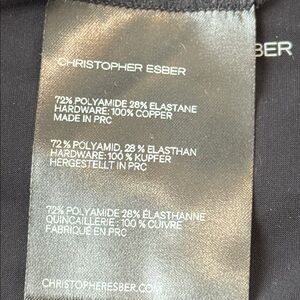 CHRISTOPHER ESBER
BER
72% POLYAMIDE 28% ELASTANE
HARDWARE: 100% COPPER
MADE IN PRC
72 % POLYAMID, 28 % ELASTHAN
HARDWARE: 100 % KUPFER
HERGESTELLT IN PRC
72% POLYAMIDE 28% ÉLASTHANNE
QUINCAILLERIE: 100 % CUIVRE
FABRIQUÉ EN PRC
CHRISTOPHERESBER.COM